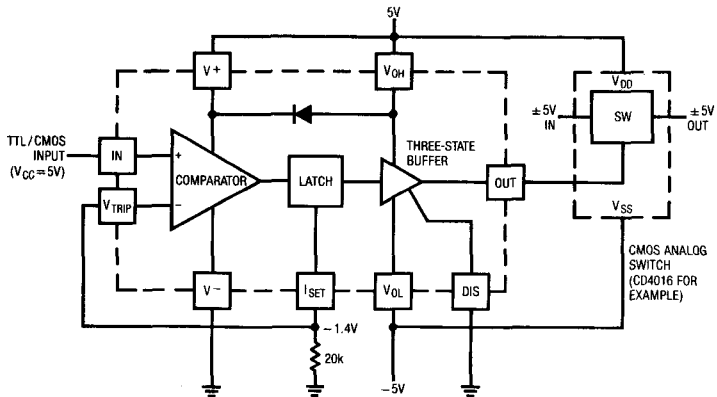 5V
V+
VOH
VDD
TTL/CMOS
INPUT
(VCC=5V)
IN
+
COMPARATOR
VTRIP
−
LATCH
THREE-STATE
BUFFER
OUT
±5V
IN
SW
±5V
OUT
VSS
CMOS ANALOG
SWITCH
(CD4016 FOR
EXAMPLE)
V−
ISET
VOL
DIS
~1.4V
20k
−5V